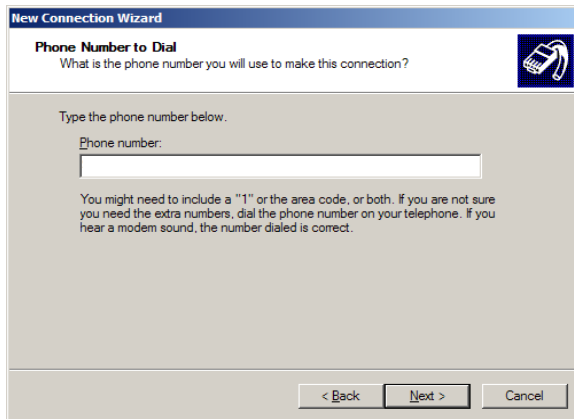 New Connection Wizard
Phone Number to Dial
What is the phone number you will use to make this connection?
Type the phone number below.
Phone number:
You might need to include a "1" or the area code, or both. If you are not sure
you need the extra numbers, dial the phone number on your telephone. If you
hear a modem sound, the number dialed is correct.
< Back Next > Cancel